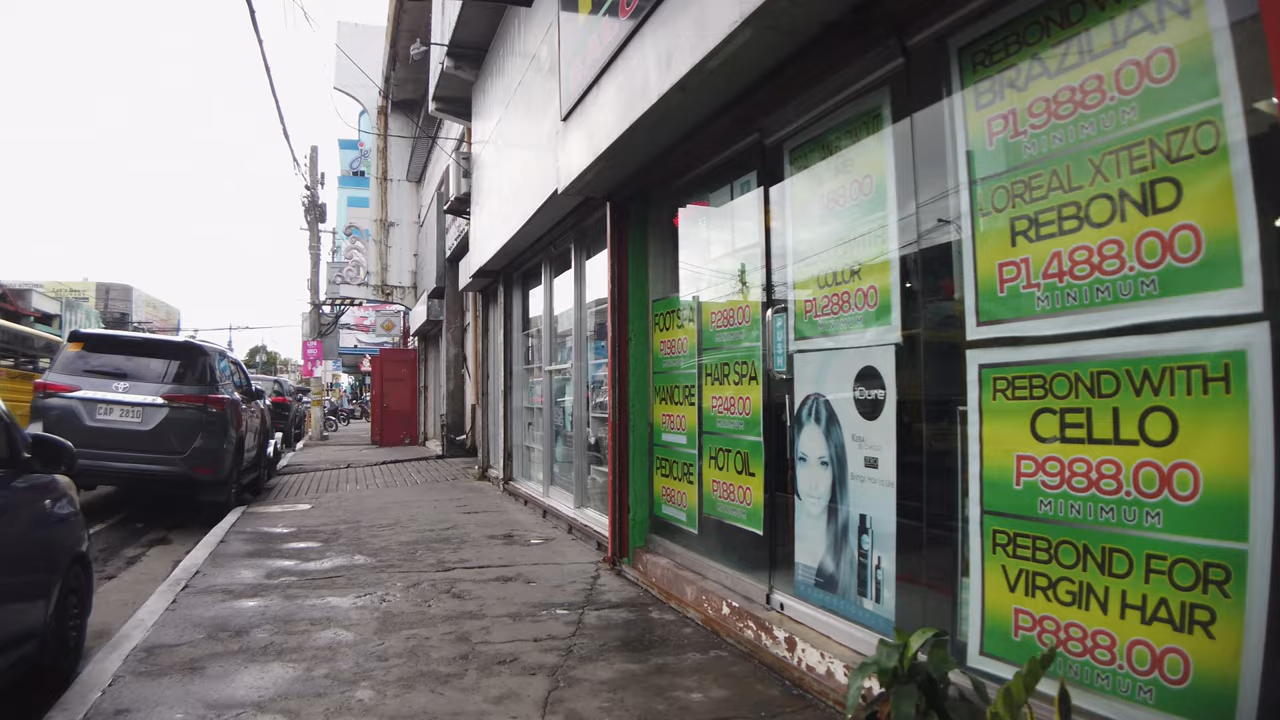 CAP 2810
FOOTSPA
P198.00
MANICURE
P78.00
PEDICURE
P88.00
P288.00
HAIR SPA
P248.00
HOT OIL
P188.00
PUSH
COLOR
P1,288.00
iCure
REBOND
BRAZILIAN
P1,988.00
MINIMUM
LOREAL XTENZO
REBOND
P1,488.00
MINIMUM
REBOND WITH
CELLO
P988.00
MINIMUM
REBOND FOR
VIRGIN HAIR
P888.00
MINIMUM